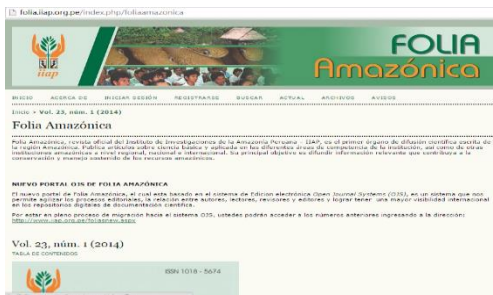 folia.iiap.org.pe/index.php/foliaamazonica
iiap
FOLIA
Amazónica
INICIO ACERCA DE INICIAR SESIÓN REGISTRARSE BUSCAR ACTUAL ARCHIVOS AVISOS
Inicio > Vol. 23, núm. 1 (2014)
Folia Amazónica
Folia Amazónica, revista oficial del Instituto de Investigaciones de la Amazonía Peruana - IIAP, es el primer órgano de difusión científica escrita de
la región Amazónica. Publica artículos sobre ciencia básica y aplicada en las diferentes áreas de competencia de la institución, así como de otras
instituciones amazónicas a nivel regional, nacional e internacional. Su principal objetivo es difundir información relevante que contribuya a la
conservación y manejo sostenido de los recursos amazónicos.
NUEVO PORTAL OJS DE FOLIA AMAZÓNICA
El nuevo portal de Folia Amazónica, el cual esta basado en el sistema de Edición electrónica Open Journal Systems (OJS), es un sistema que nos
permite agilizar los procesos editoriales, la relación entre autores, lectores, revisores y editores y lograr tener una mayor visibilidad internacional
en los repositorios digitales de documentación científica.
Por estar en pleno proceso de migración hacia el sistema OJS, ustedes podrán acceder a los números anteriores ingresando a la dirección:
http://www.iiap.org.pe/foliasnew.aspx
Vol. 23, núm. 1 (2014)
TABLA DE CONTENIDOS
ISSN 1018 - 5674